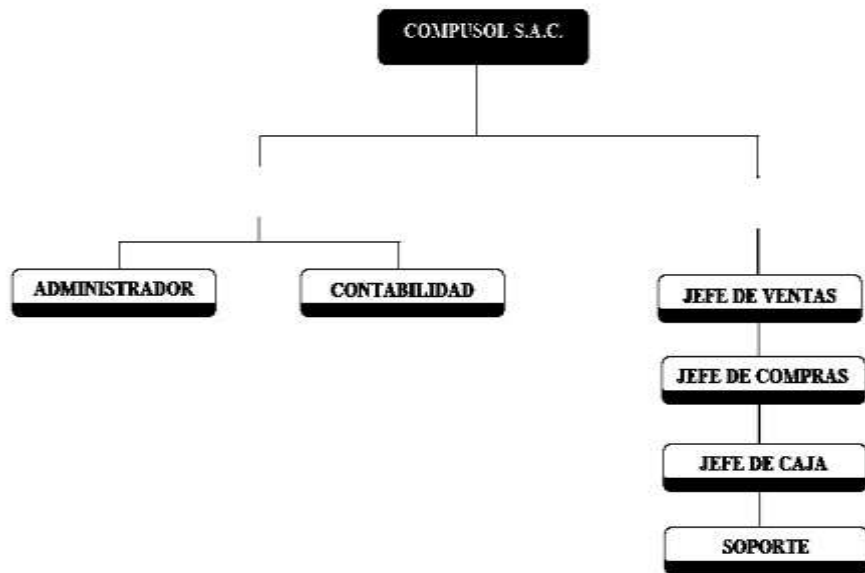 COMPUSOL S.A.C.
ADMINISTRADOR
CONTABILIDAD
JEFE DE VENTAS
JEFE DE COMPRAS
JEFE DE CAJA
SOPORTE